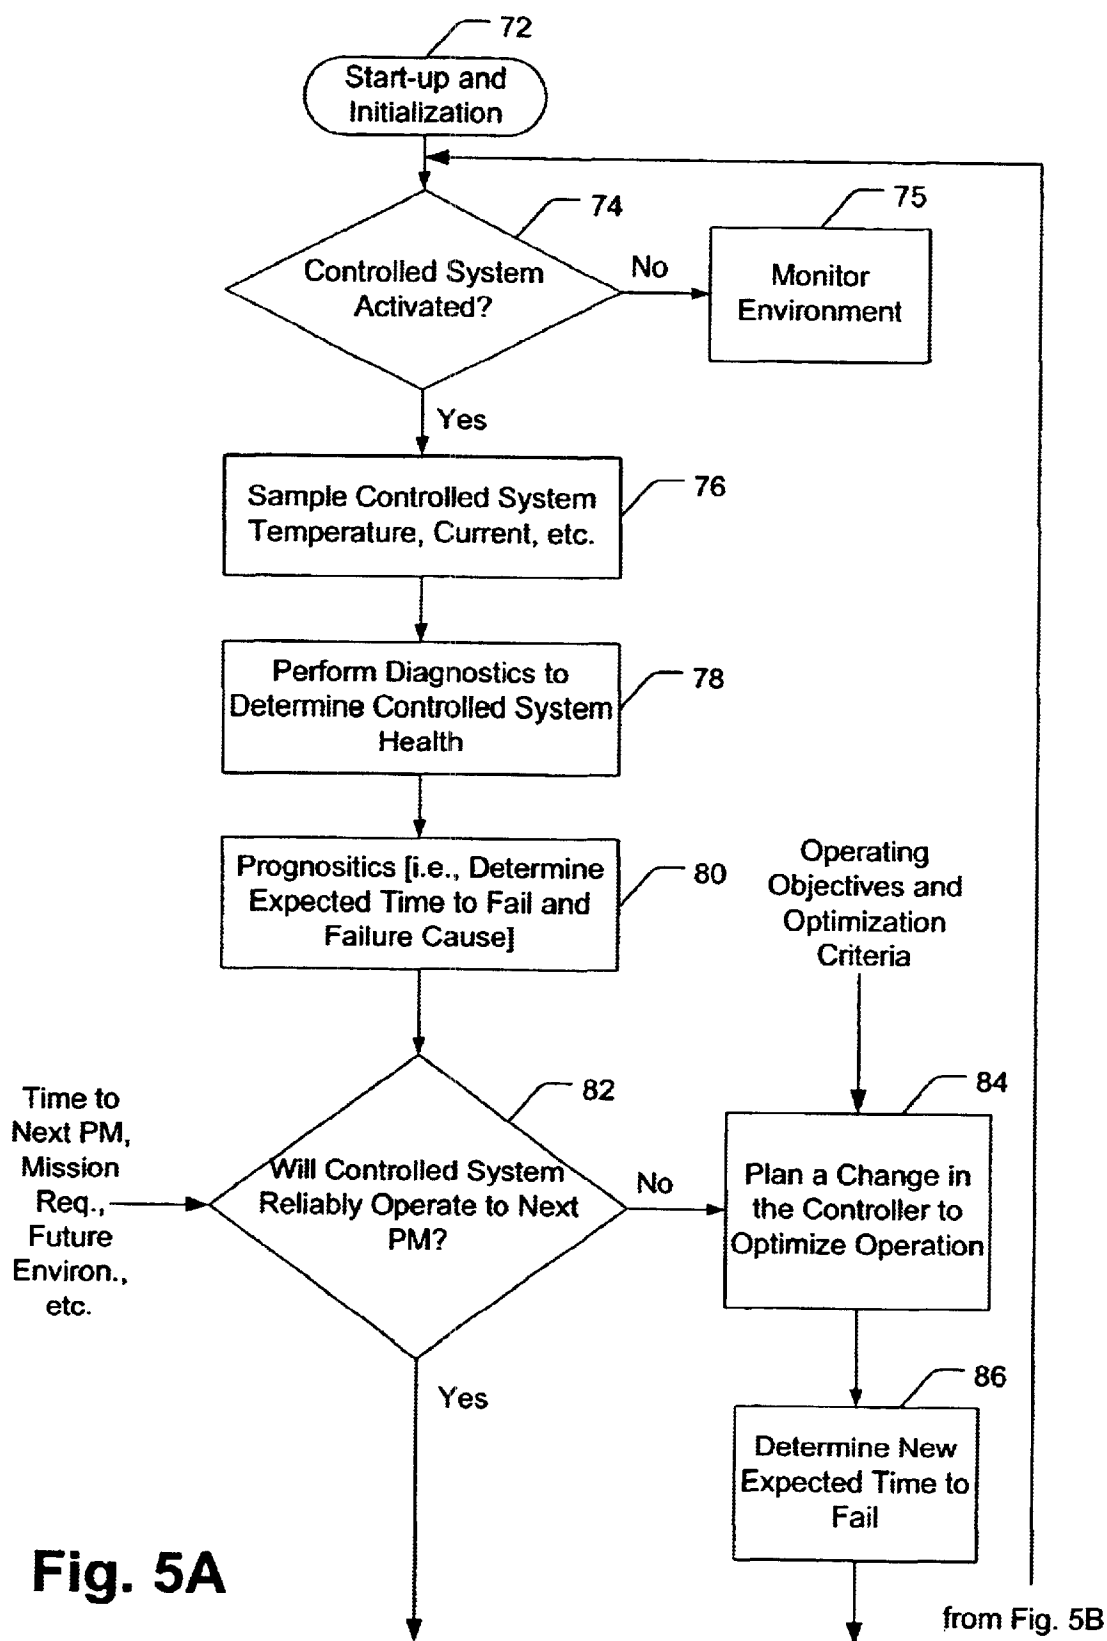 72
Start-up and
Initialization
74
Controlled System
Activated?
No
75
Monitor
Environment
Yes
76
Sample Controlled System
Temperature, Current, etc.
78
Perform Diagnostics to
Determine Controlled System
Health
80
Prognositics [i.e., Determine
Expected Time to Fail and
Failure Cause]
Operating
Objectives and
Optimization
Criteria
Time to
Next PM,
Mission
Req.,
Future
Environ.,
etc.
82
Will Controlled System
Reliably Operate to Next
PM?
No
84
Plan a Change in
the Controller to
Optimize Operation
Yes
86
Determine New
Expected Time to
Fail
Fig. 5A
from Fig. 5B